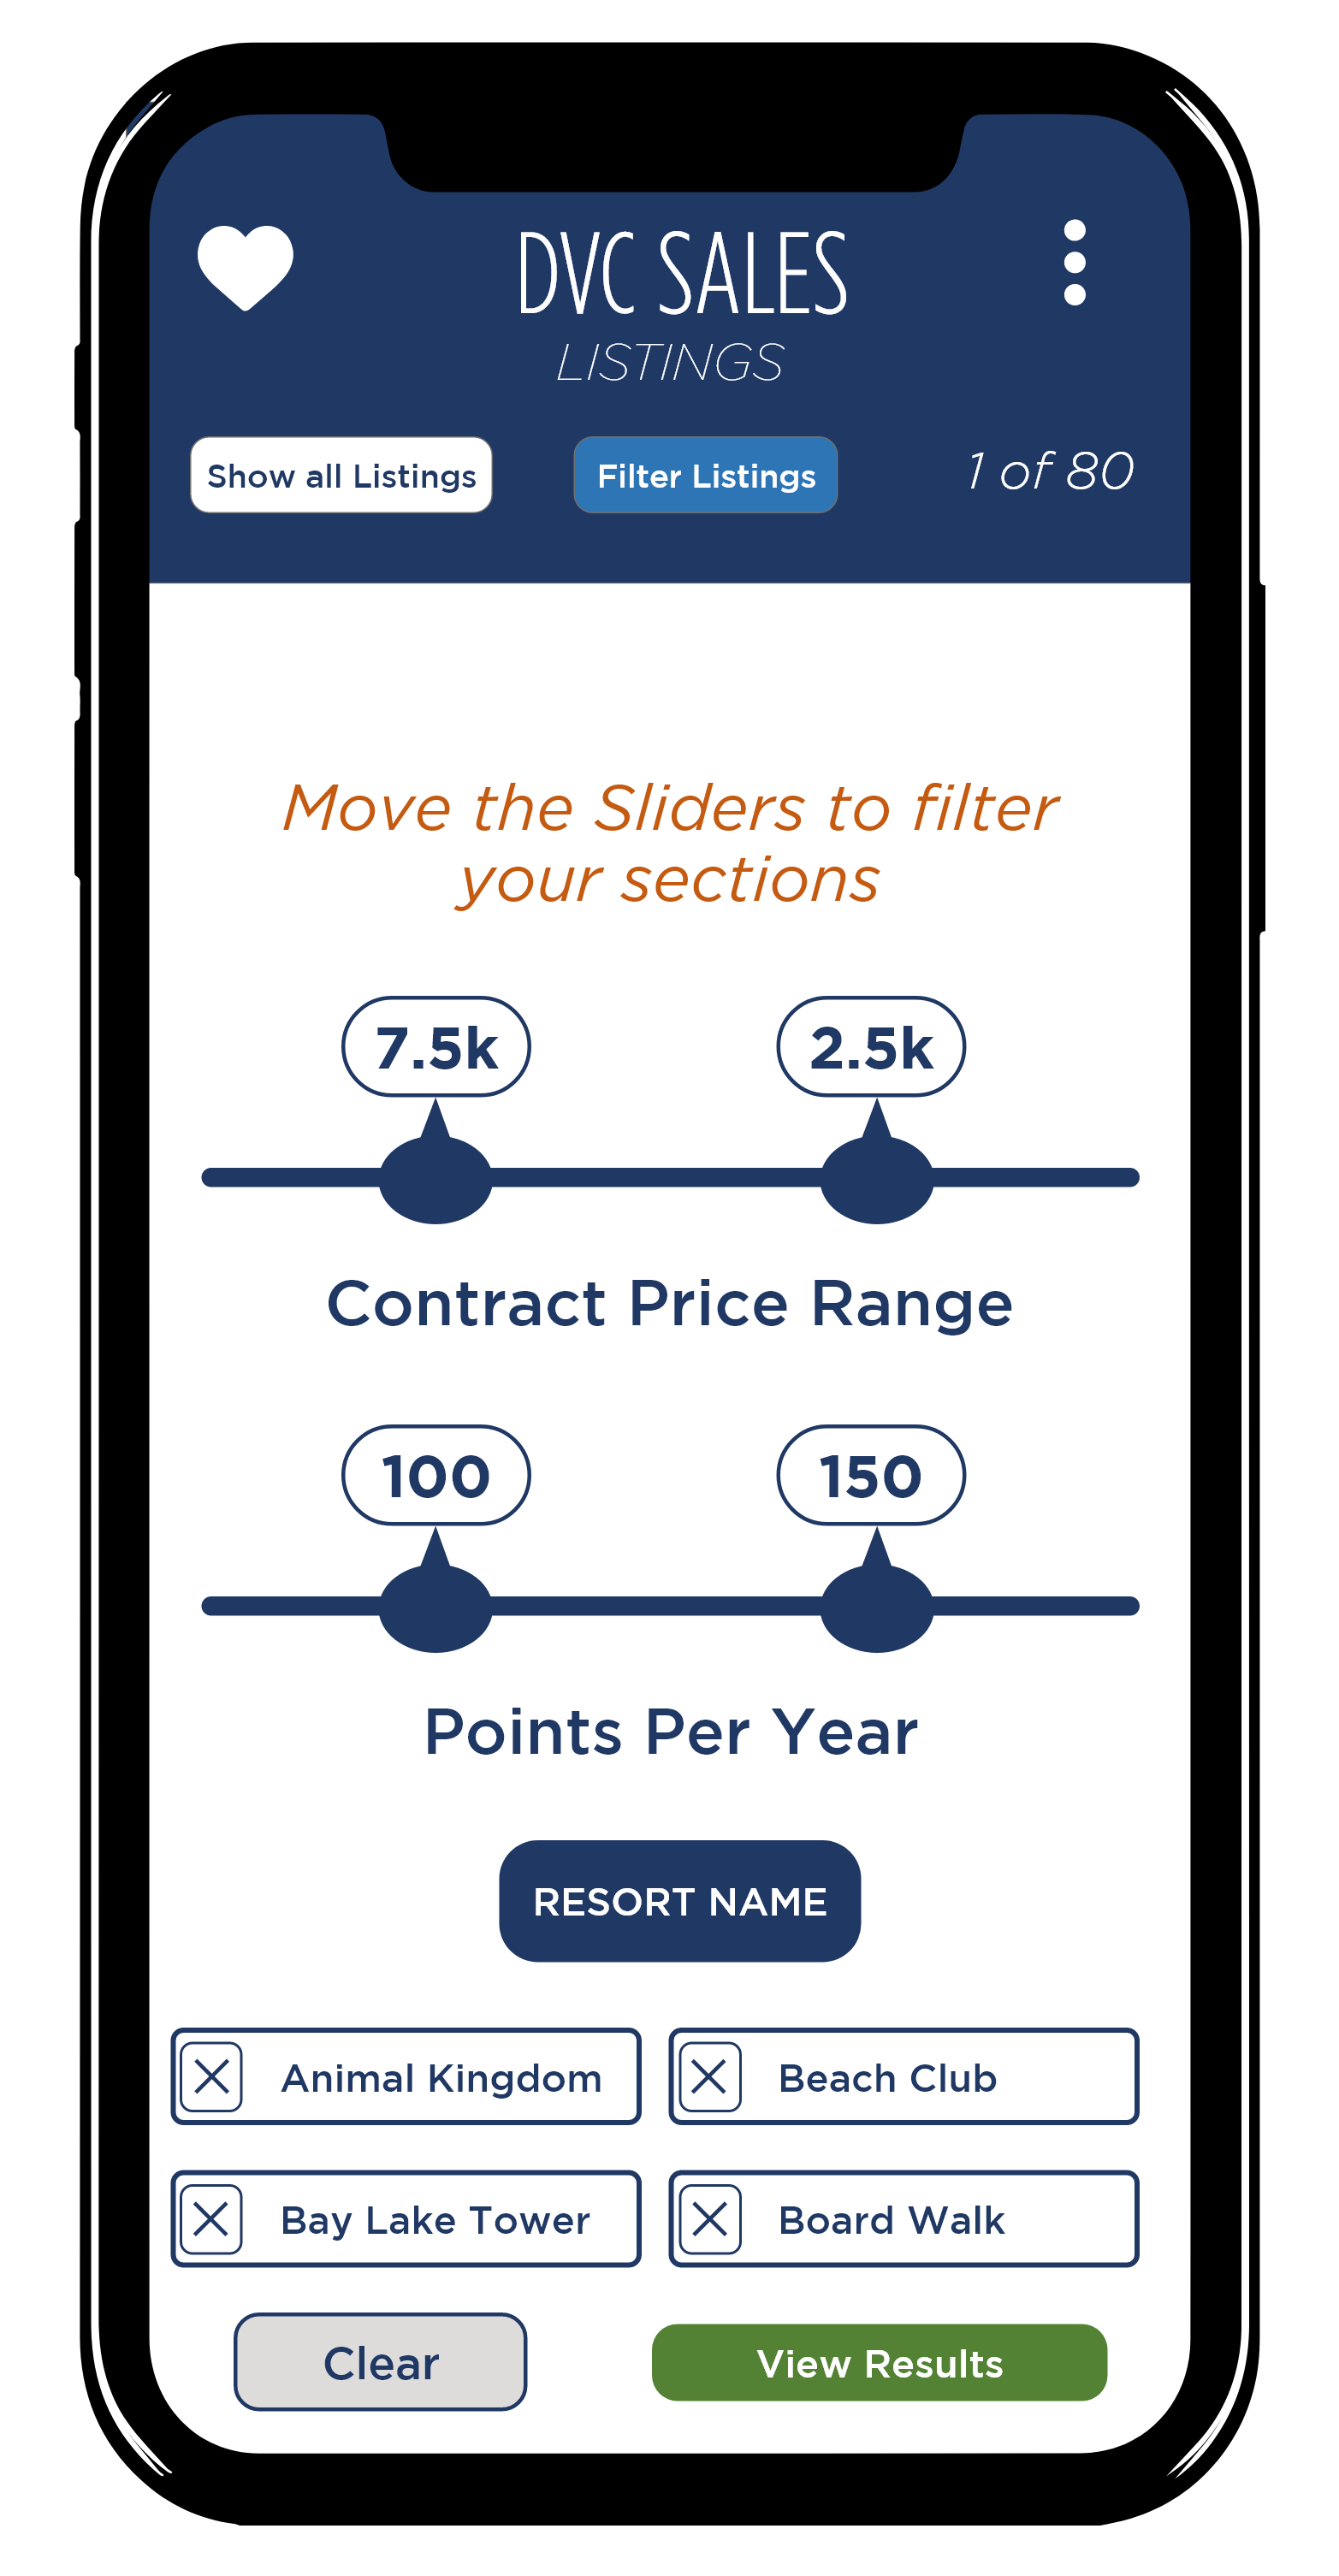 DVC SALES
LISTINGS
Show all Listings
Filter Listings
1 of 80
Move the Sliders to filter
your sections
7.5k
2.5k
Contract Price Range
100
150
Points Per Year
RESORT NAME
Animal Kingdom
Beach Club
Bay Lake Tower
Board Walk
Clear
View Results